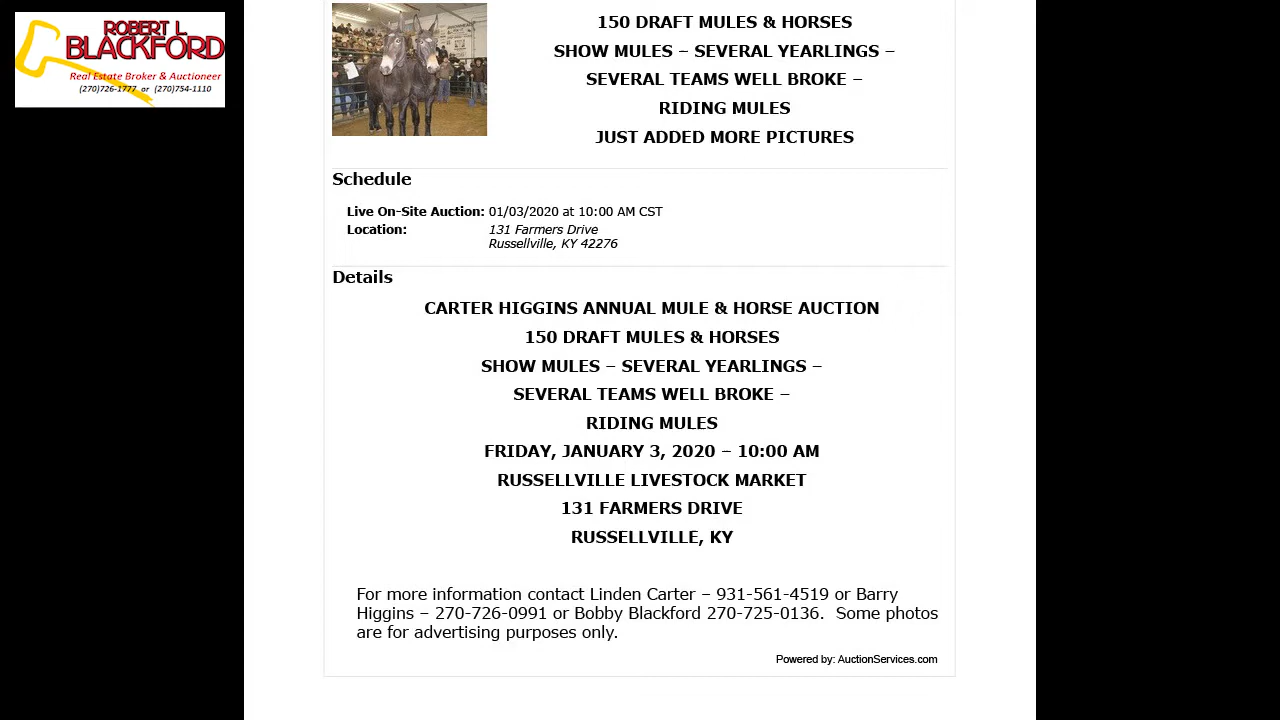 ROBERT L.
BLACKFORD
Real Estate Broker & Auctioneer
(270)726-1777 or (270)754-1110
150 DRAFT MULES & HORSES
SHOW MULES – SEVERAL YEARLINGS –
SEVERAL TEAMS WELL BROKE –
RIDING MULES
JUST ADDED MORE PICTURES
Schedule
Live On-Site Auction: 01/03/2020 at 10:00 AM CST
Location: 131 Farmers Drive
Russellville, KY 42276
Details
CARTER HIGGINS ANNUAL MULE & HORSE AUCTION
150 DRAFT MULES & HORSES
SHOW MULES – SEVERAL YEARLINGS –
SEVERAL TEAMS WELL BROKE –
RIDING MULES
FRIDAY, JANUARY 3, 2020 – 10:00 AM
RUSSELLVILLE LIVESTOCK MARKET
131 FARMERS DRIVE
RUSSELLVILLE, KY
For more information contact Linden Carter – 931-561-4519 or Barry
Higgins – 270-726-0991 or Bobby Blackford 270-725-0136.  Some photos
are for advertising purposes only.
Powered by: AuctionServices.com